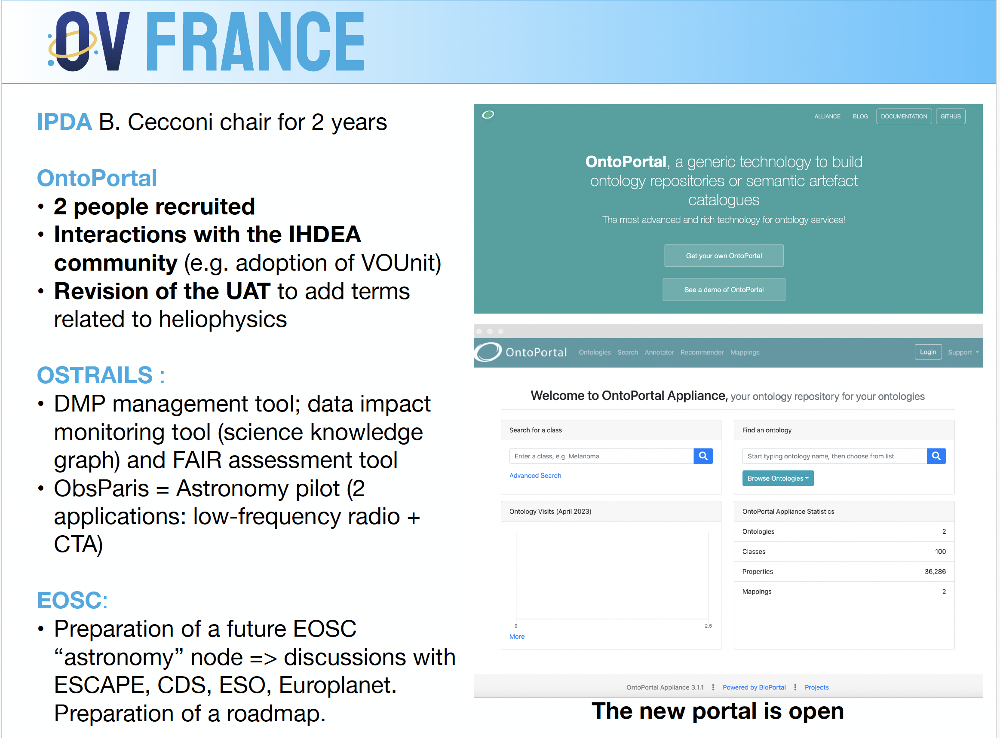 OV FRANCE
IPDA B. Cecconi chair for 2 years
OntoPortal
• 2 people recruited
• Interactions with the IHDEA
community (e.g. adoption of VOUnit)
• Revision of the UAT to add terms
related to heliophysics
OSTRAILS :
• DMP management tool; data impact
monitoring tool (science knowledge
graph) and FAIR assessment tool
• ObsParis = Astronomy pilot (2
applications: low-frequency radio +
CTA)
EOSC:
• Preparation of a future EOSC
“astronomy” node => discussions with
ESCAPE, CDS, ESO, Europlanet.
Preparation of a roadmap.
ALLIANCE BLOG DOCUMENTATION GITHUB
OntoPortal, a generic technology to build
ontology repositories or semantic artefact
catalogues
The most advanced and rich technology for ontology services!
Get your own OntoPortal
See a demo of OntoPortal
OntoPortal Ontologies Search Annotator Recommender Mappings Login Support
Welcome to OntoPortal Appliance, your ontology repository for your ontologies
Search for a class
Enter a class, e.g. Melanoma
Advanced Search
Find an ontology
Start typing ontology name, then choose from list
Browse Ontologies
Ontology Visits (April 2023)
0 2.5
More
OntoPortal Appliance Statistics
Ontologies 2
Classes 100
Properties 36,286
Mappings 2
OntoPortal Appliance 3.1.1 ⋮ Powered by BioPortal ⋮ Projects
The new portal is open